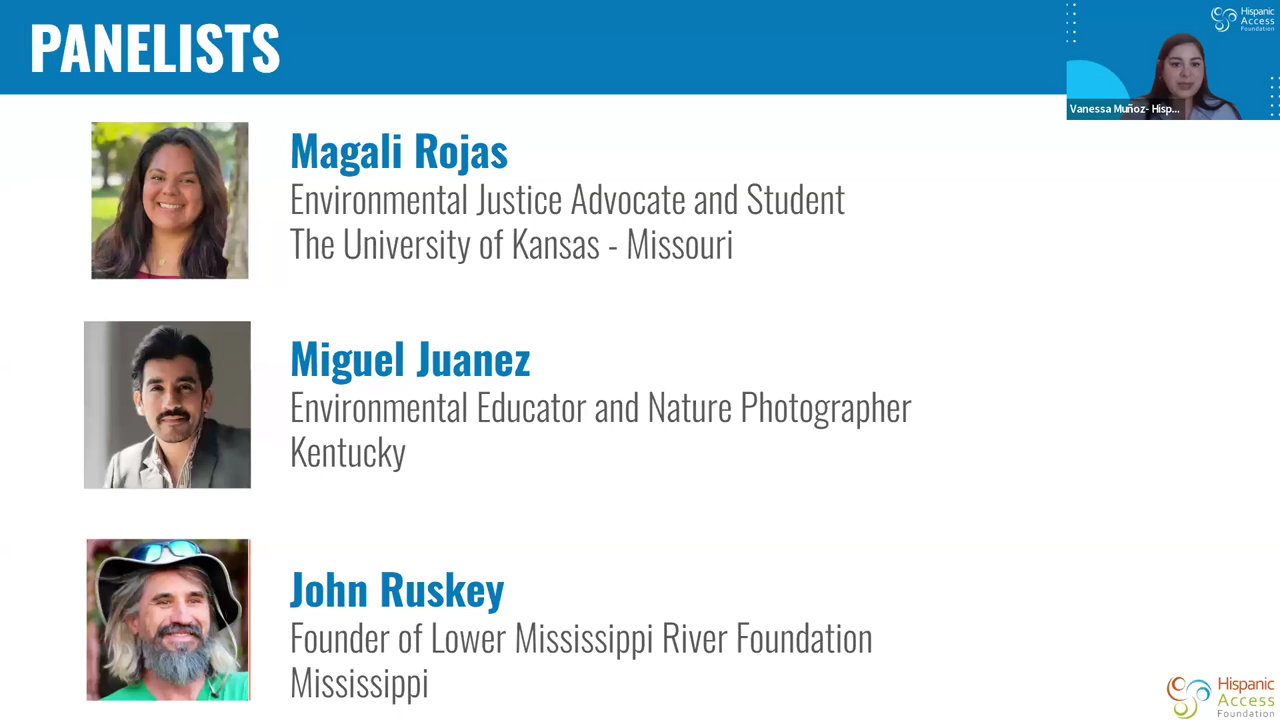 PANELISTS
Hispanic
Access
Foundation
Vanessa Muñoz- Hisp...
Magali Rojas
Environmental Justice Advocate and Student
The University of Kansas - Missouri
Miguel Juanez
Environmental Educator and Nature Photographer
Kentucky
John Ruskey
Founder of Lower Mississippi River Foundation
Mississippi
Hispanic
Access
Foundation